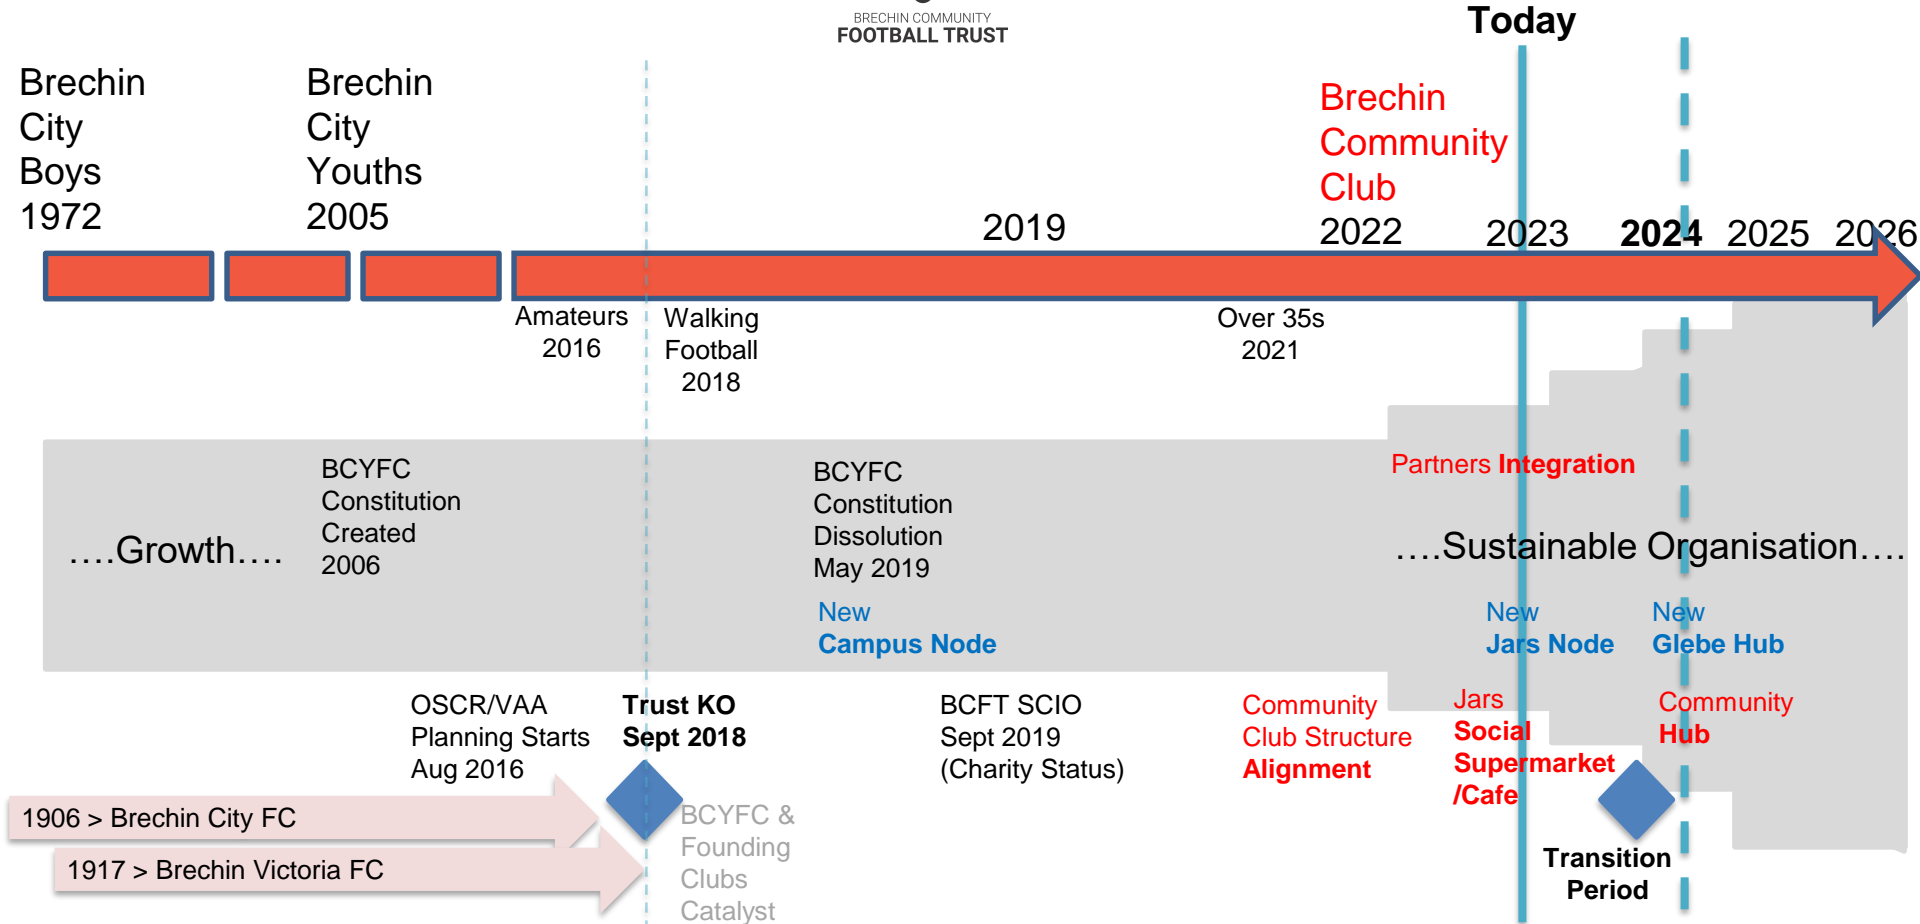 BRECHIN COMMUNITY
FOOTBALL TRUST
Today
Brechin
City
Boys
1972
Brechin
City
Youths
2005
2019
Brechin
Community
Club
2022
2023
2024
2025
2026
Amateurs
2016
Walking
Football
2018
Over 35s
2021
....Growth....
BCYFC
Constitution
Created
2006
BCYFC
Constitution
Dissolution
May 2019
New
Campus Node
Partners Integration
....Sustainable Organisation....
New
Jars Node
New
Glebe Hub
OSCR/VAA
Planning Starts
Aug 2016
Trust KO
Sept 2018
BCFT SCIO
Sept 2019
(Charity Status)
Community
Club Structure
Alignment
Jars
Social
Supermarket
/Cafe
Community
Hub
1906 > Brechin City FC
1917 > Brechin Victoria FC
BCYFC &
Founding
Clubs
Catalyst
Transition
Period